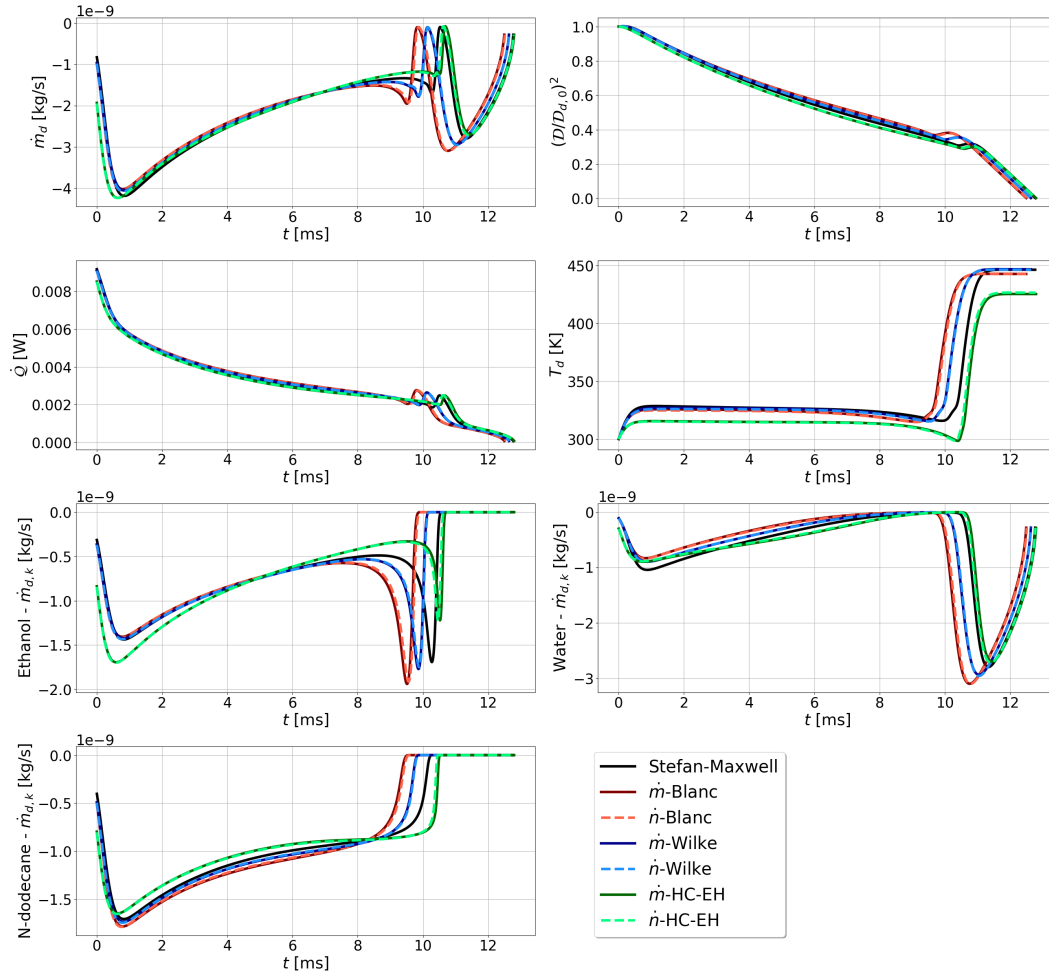 1e−9
0
−1
−2
−3
−4
ṁ_d [kg/s]
0 2 4 6 8 10 12
t [ms]
1.0
0.8
0.6
0.4
0.2
0.0
(D/D_{d,0})²
0 2 4 6 8 10 12
t [ms]
0.008
0.006
0.004
0.002
0.000
Q̇ [W]
0 2 4 6 8 10 12
t [ms]
450
400
350
300
T_d [K]
0 2 4 6 8 10 12
t [ms]
1e−9
0.0
−0.5
−1.0
−1.5
−2.0
Ethanol - ṁ_{d,k} [kg/s]
0 2 4 6 8 10 12
t [ms]
1e−9
0
−1
−2
−3
Water - ṁ_{d,k} [kg/s]
0 2 4 6 8 10 12
t [ms]
1e−9
0.0
−0.5
−1.0
−1.5
N-dodecane - ṁ_{d,k} [kg/s]
0 2 4 6 8 10 12
t [ms]
Stefan-Maxwell
ṁ-Blanc
ṅ-Blanc
ṁ-Wilke
ṅ-Wilke
ṁ-HC-EH
ṅ-HC-EH